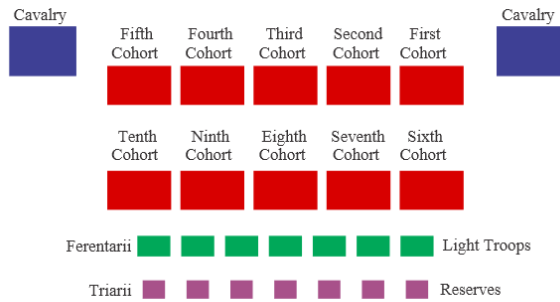 Cavalry
Cavalry
Fifth Cohort
Fourth Cohort
Third Cohort
Second Cohort
First Cohort
Tenth Cohort
Ninth Cohort
Eighth Cohort
Seventh Cohort
Sixth Cohort
Ferentarii
Light Troops
Triarii
Reserves